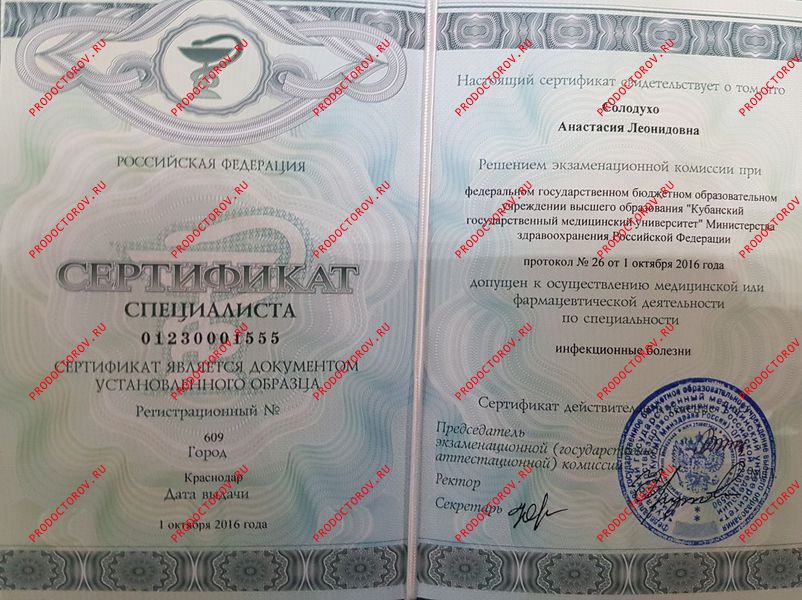 РОССИЙСКАЯ ФЕДЕРАЦИЯ
СЕРТИФИКАТ
СПЕЦИАЛИСТА
01230001555
СЕРТИФИКАТ ЯВЛЯЕТСЯ ДОКУМЕНТОМ
УСТАНОВЛЕННОГО ОБРАЗЦА
Регистрационный №
609
Город
Краснодар
Дата выдачи
1 октября 2016 года
Настоящий сертификат свидетельствует о том что
Солодухо
Анастасия Леонидовна
Решением экзаменационной комиссии при
федеральном государственном бюджетном образовательном
учреждении высшего образования "Кубанский
государственный медицинский университет" Министерства
здравоохранения Российской Федерации
протокол № 26 от 1 октября 2016 года
допущен к осуществлению медицинской или
фармацевтической деятельности
по специальности
инфекционные болезни
Сертификат действителен
Председатель
экзаменационной (государственной
аттестационной) комиссии
Ректор
Секретарь
PRODOCTOROV.RU